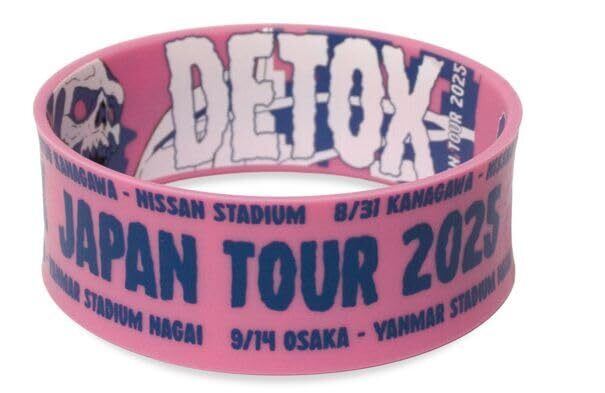 DETOX
N TOUR 2025
KANAGAWA - NISSAN STADIUM 8/31 KANAGAWA -
JAPAN TOUR 2025
YANMAR STADIUM NAGAI 9/14 OSAKA - YANMAR STADIUM